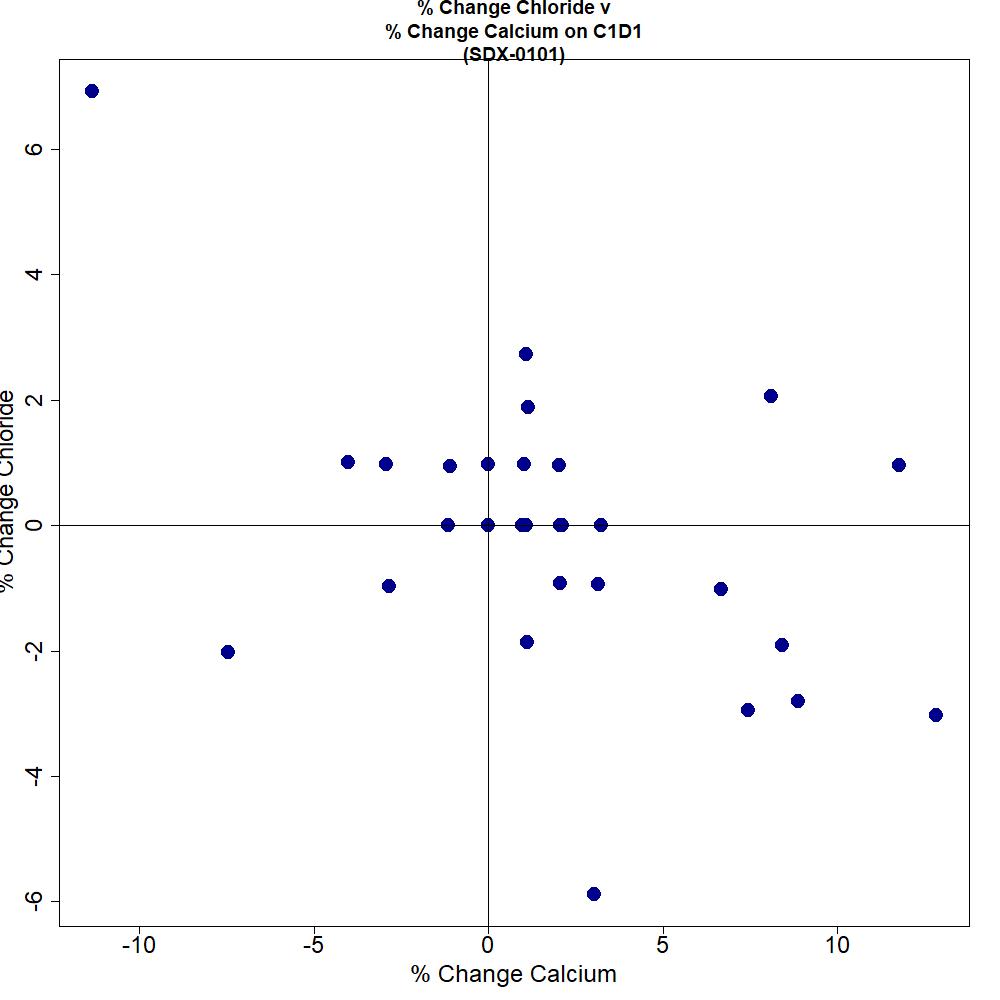 % Change Chloride v
% Change Calcium on C1D1
(SDX-0101)
6
4
2
0
-2
-4
-6
% Change Chloride
-10
-5
0
5
10
% Change Calcium